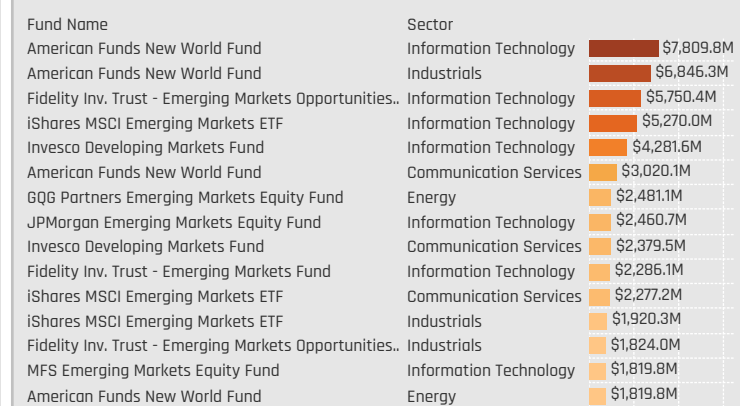 Fund Name Sector
American Funds New World Fund Information Technology $7,809.8M
American Funds New World Fund Industrials $6,846.3M
Fidelity Inv. Trust - Emerging Markets Opportunities.. Information Technology $5,750.4M
iShares MSCI Emerging Markets ETF Information Technology $5,270.0M
Invesco Developing Markets Fund Information Technology $4,281.6M
American Funds New World Fund Communication Services $3,020.1M
GQG Partners Emerging Markets Equity Fund Energy $2,481.1M
JPMorgan Emerging Markets Equity Fund Information Technology $2,460.7M
Invesco Developing Markets Fund Communication Services $2,379.5M
Fidelity Inv. Trust - Emerging Markets Fund Information Technology $2,286.1M
iShares MSCI Emerging Markets ETF Communication Services $2,277.2M
iShares MSCI Emerging Markets ETF Industrials $1,920.3M
Fidelity Inv. Trust - Emerging Markets Opportunities.. Industrials $1,824.0M
MFS Emerging Markets Equity Fund Information Technology $1,819.8M
American Funds New World Fund Energy $1,819.8M